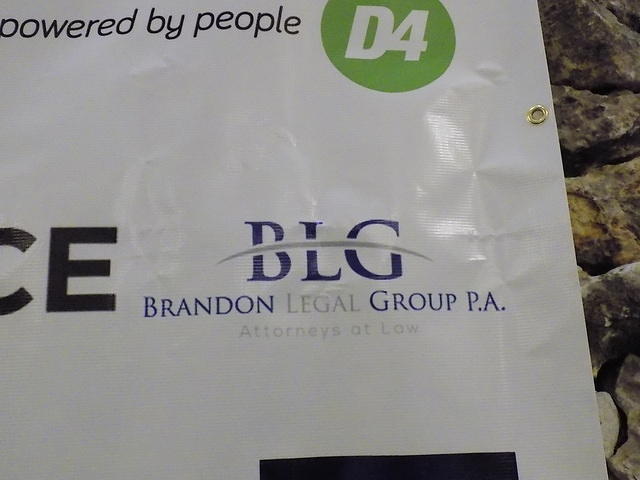 powered by people
D4
CE
BLG
BRANDON LEGAL GROUP P.A.
Attorneys at Law